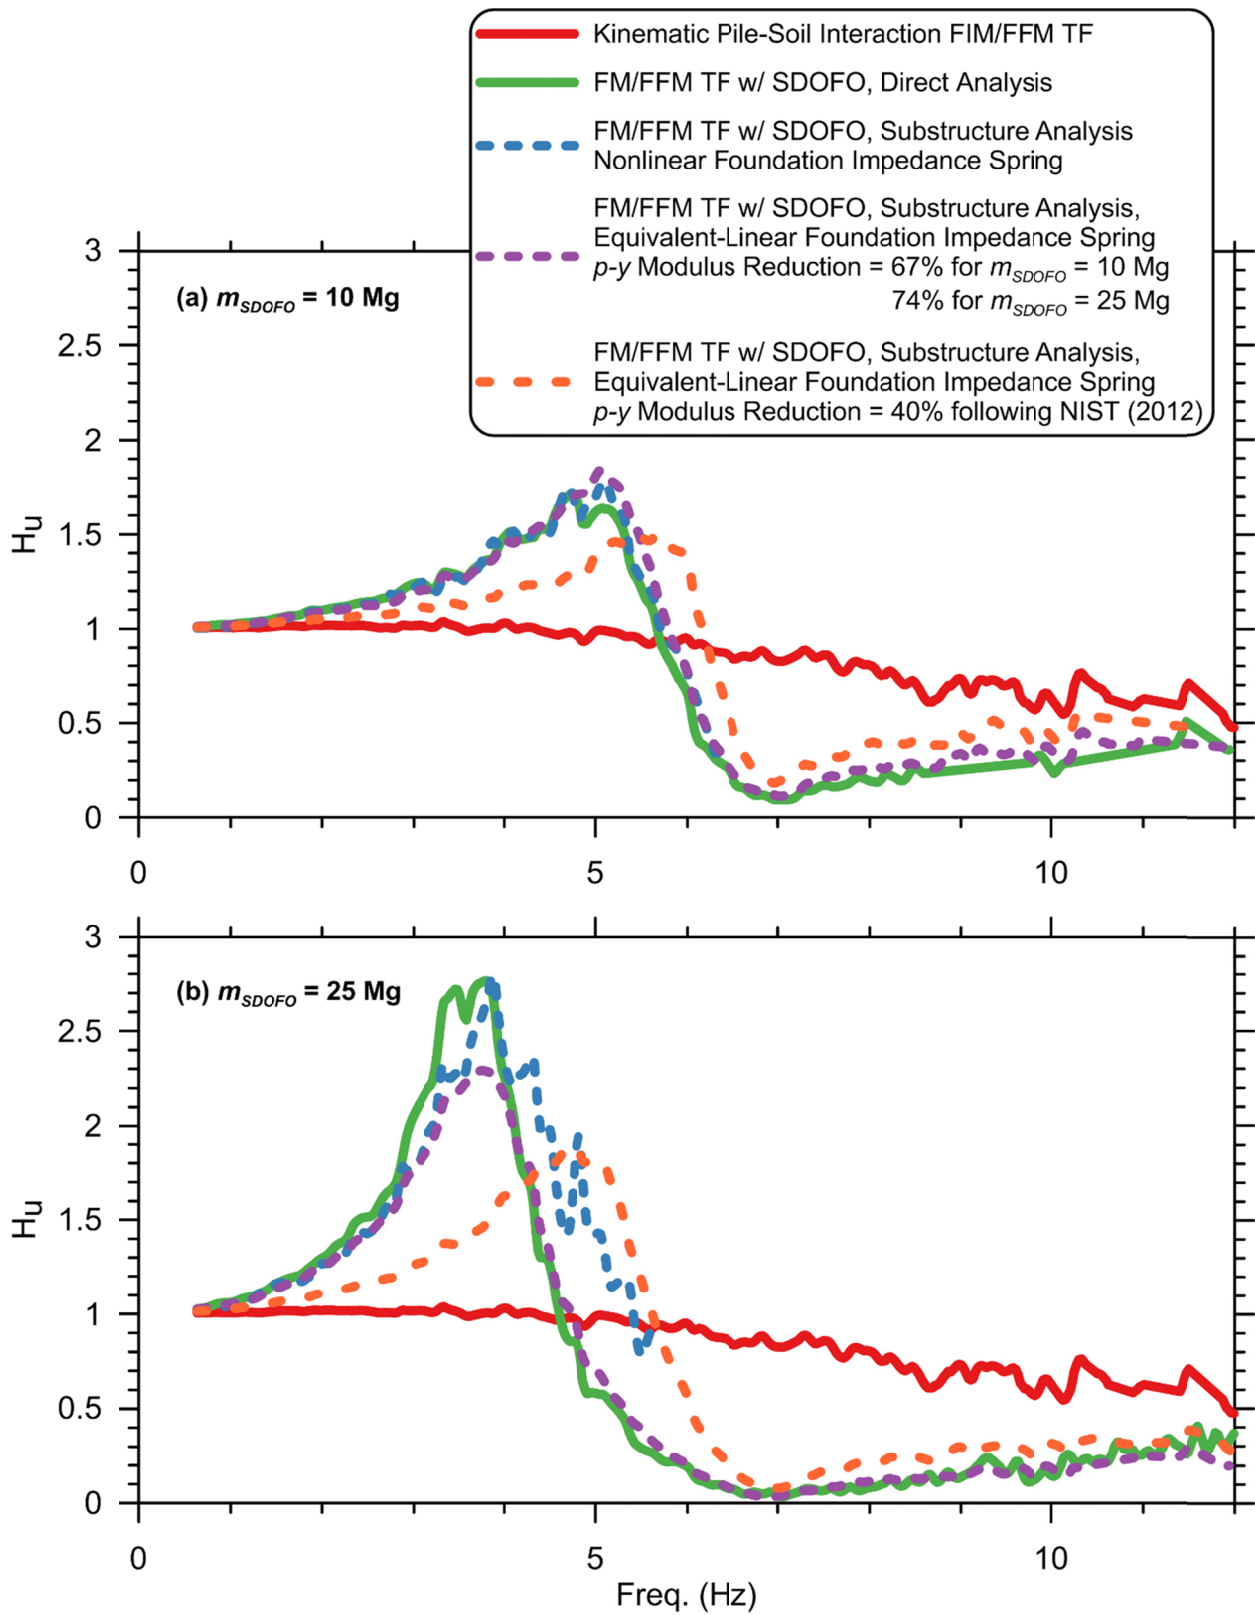 Kinematic Pile-Soil Interaction FIM/FFM TF
FM/FFM TF w/ SDOFO, Direct Analysis
FM/FFM TF w/ SDOFO, Substructure Analysis
Nonlinear Foundation Impedance Spring
FM/FFM TF w/ SDOFO, Substructure Analysis,
Equivalent-Linear Foundation Impedance Spring
p-y Modulus Reduction = 67% for mSDOFO = 10 Mg
74% for mSDOFO = 25 Mg
FM/FFM TF w/ SDOFO, Substructure Analysis,
Equivalent-Linear Foundation Impedance Spring
p-y Modulus Reduction = 40% following NIST (2012)
(a) mSDOFO = 10 Mg
3
2.5
2
1.5
1
0.5
0
Hu
0
5
10
(b) mSDOFO = 25 Mg
3
2.5
2
1.5
1
0.5
0
Hu
0
5
10
Freq. (Hz)